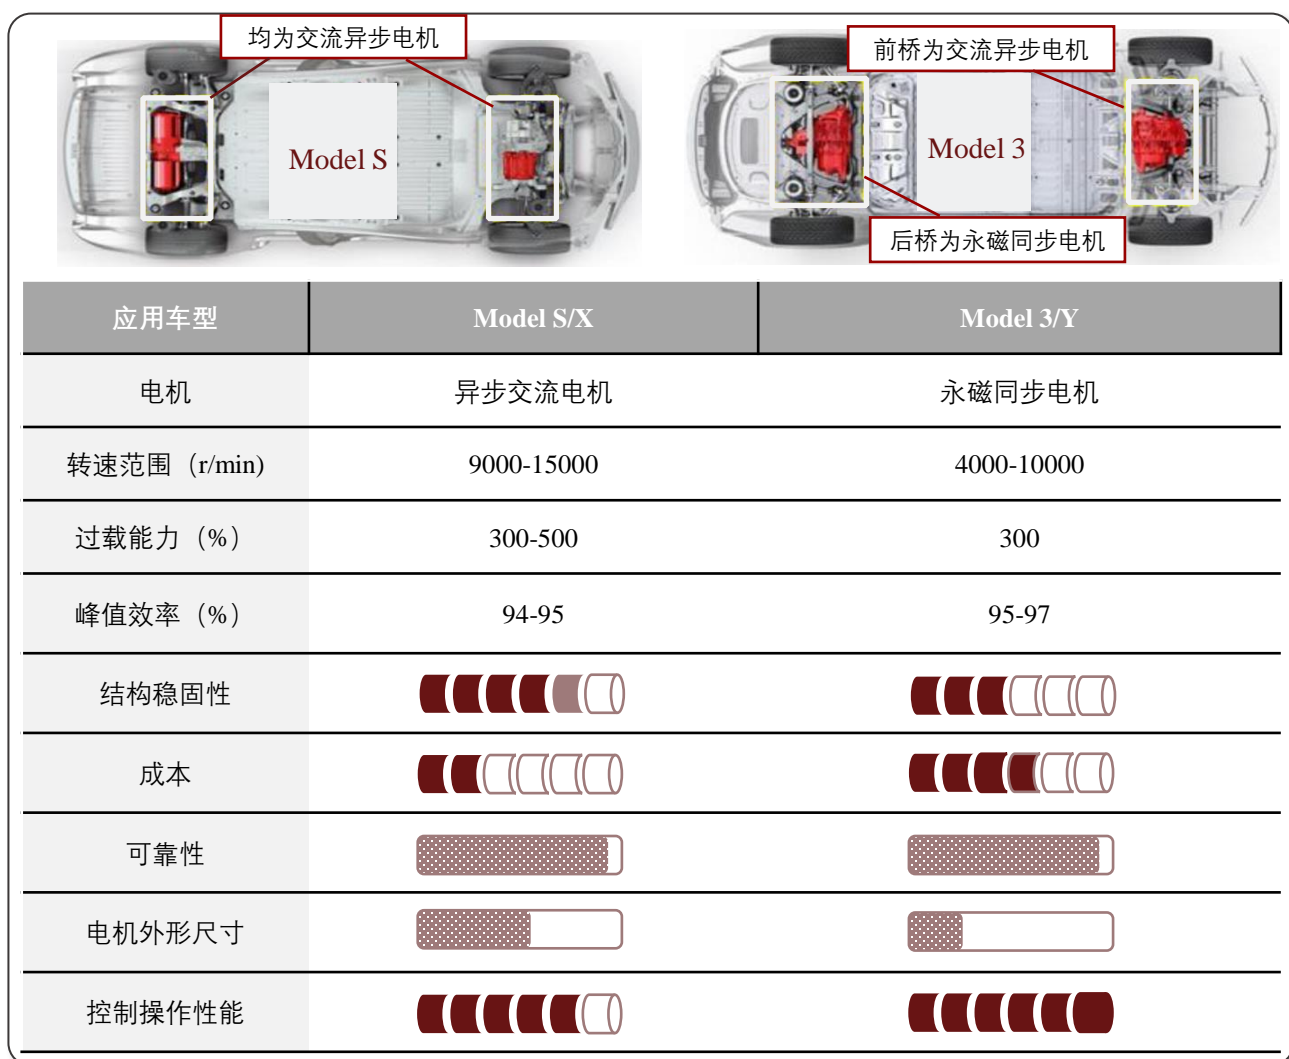 均为交流异步电机
前桥为交流异步电机
Model S
Model 3
后桥为永磁同步电机
应用车型 Model S/X Model 3/Y
电机 异步交流电机 永磁同步电机
转速范围（r/min) 9000-15000 4000-10000
过载能力（%） 300-500 300
峰值效率（%） 94-95 95-97
结构稳固性
成本
可靠性
电机外形尺寸
控制操作性能